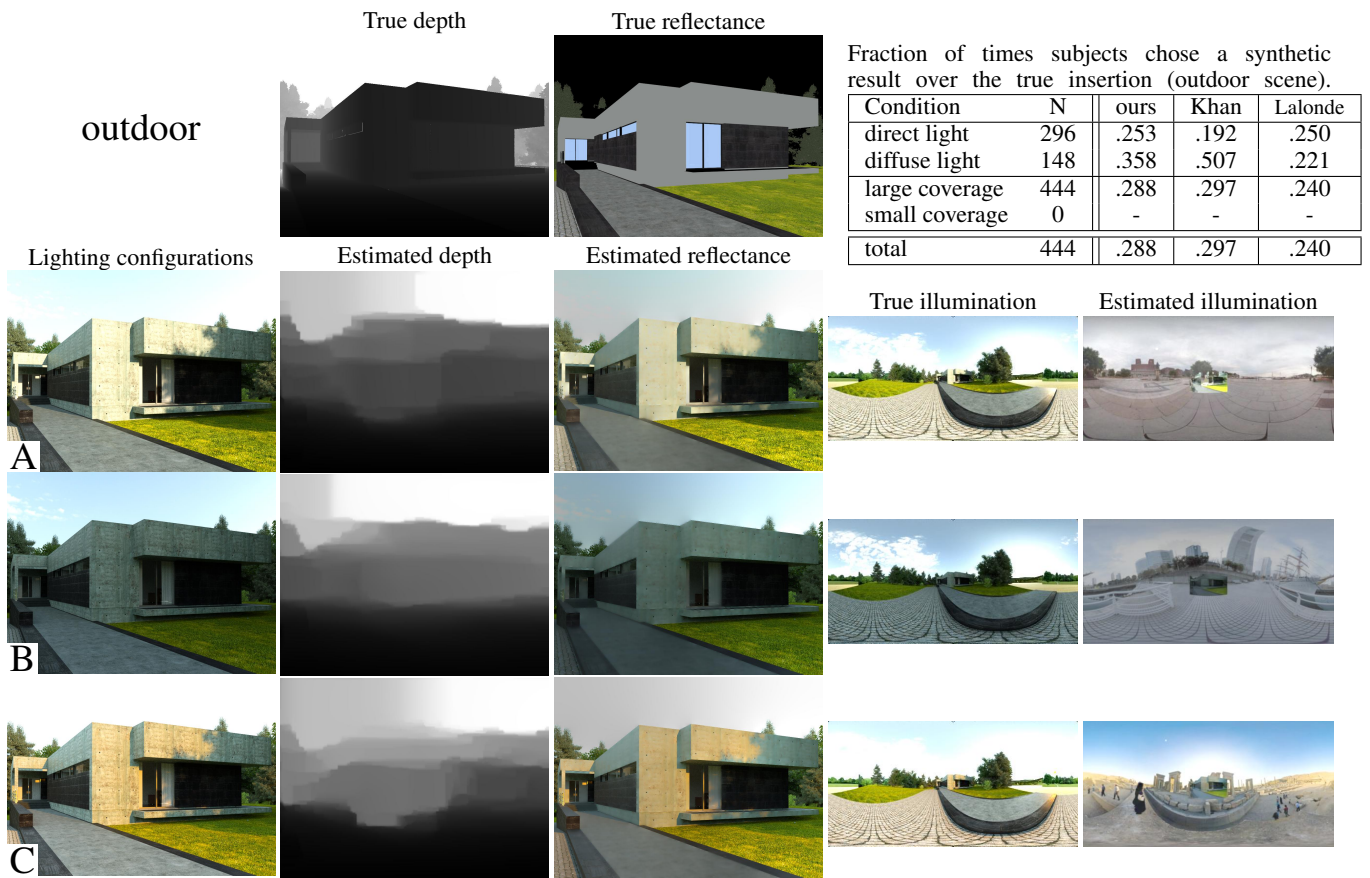 True depth
True reflectance
outdoor
Fraction of times subjects chose a synthetic
result over the true insertion (outdoor scene).
Condition N ours Khan Lalonde
direct light 296 .253 .192 .250
diffuse light 148 .358 .507 .221
large coverage 444 .288 .297 .240
small coverage 0 - - -
total 444 .288 .297 .240
Lighting configurations
Estimated depth
Estimated reflectance
True illumination
Estimated illumination
A
B
C